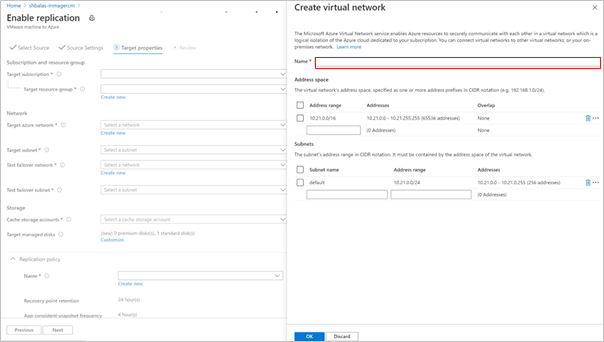 Home > shbalas-inmagercm >
Enable replication
VMware machine to Azure
Select Source
Source Settings
3 Target properties
4 Review
Subscription and resource group
Target subscription *
Target resource group *
Create new
Network
Target azure network *
Select a network
Create new
Target subnet *
Select a subnet
Test failover network *
Select a network
Create new
Test failover subnet *
Select a subnet
Storage
Cache storage accounts *
Select a cache storage account
Target managed disks
(new) 0 premium disk(s), 1 standard disk(s)
Customize
Replication policy
Name *
Create new
Recovery point retention
24 hour(s)
App consistent snapshot frequency
4 hour(s)
Previous
Next
Create virtual network
The Microsoft Azure Virtual Network service enables Azure resources to securely communicate with each other in a virtual network which is a
logical isolation of the Azure cloud dedicated to your subscription. You can connect virtual networks to other virtual networks, or your on-
premises network. Learn more
Name *
Address space
The virtual network's address space, specified as one or more address prefixes in CIDR notation (e.g. 192.168.1.0/24).
Address range Addresses Overlap
10.21.0.0/16 10.21.0.0 - 10.21.255.255 (65536 addresses) None
(0 Addresses) None
Subnets
The subnet's address range in CIDR notation. It must be contained by the address space of the virtual network.
Subnet name Address range Addresses
default 10.21.0.0/24 10.21.0.0 - 10.21.0.255 (256 addresses)
(0 Addresses)
OK
Discard